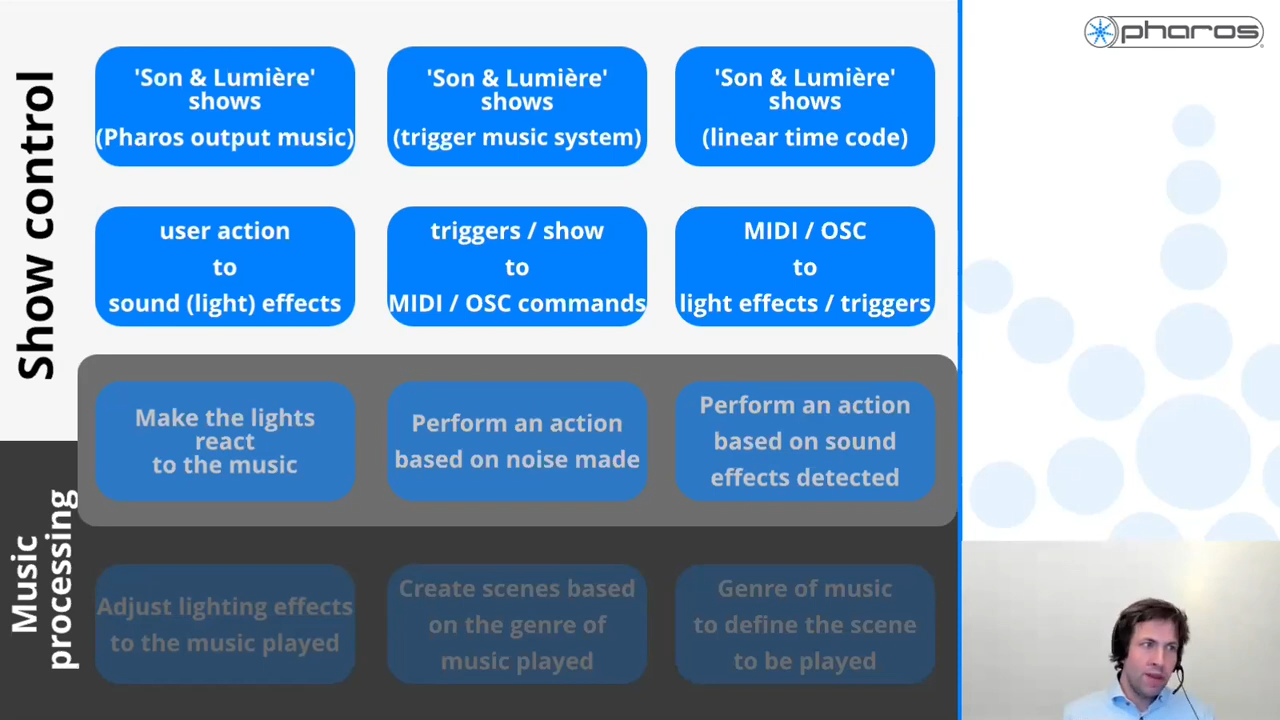 pharos
Show control
'Son & Lumière'
shows
(Pharos output music)
'Son & Lumière'
shows
(trigger music system)
'Son & Lumière'
shows
(linear time code)
user action
to
sound (light) effects
triggers / show
to
MIDI / OSC commands
MIDI / OSC
to
light effects / triggers
Make the lights
react
to the music
Perform an action
based on noise made
Perform an action
based on sound
effects detected
Music
processing
Adjust lighting effects
to the music played
Create scenes based
on the genre of
music played
Genre of music
to define the scene
to be played